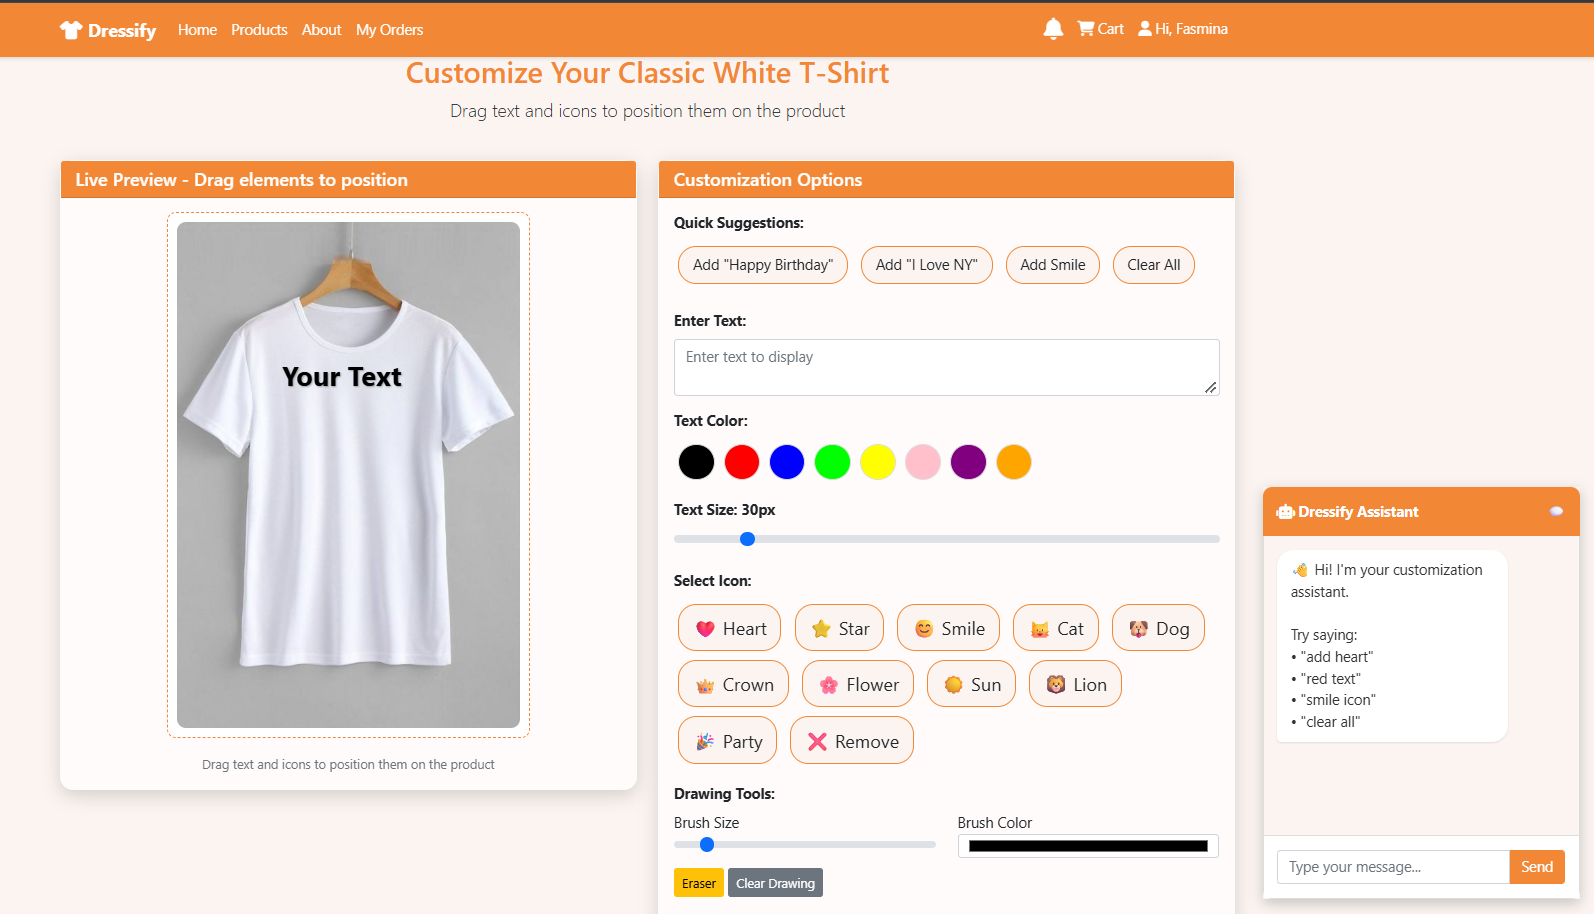 Dressify Home Products About My Orders Cart Hi, Fasmina
Customize Your Classic White T-Shirt
Drag text and icons to position them on the product
Live Preview - Drag elements to position
Your Text
Drag text and icons to position them on the product
Customization Options
Quick Suggestions:
Add "Happy Birthday" Add "I Love NY" Add Smile Clear All
Enter Text:
Enter text to display
Text Color:
Text Size: 30px
Select Icon:
Heart Star Smile Cat Dog
Crown Flower Sun Lion
Party Remove
Drawing Tools:
Brush Size Brush Color
Eraser Clear Drawing
Dressify Assistant
👋 Hi! I'm your customization
assistant.
Try saying:
• "add heart"
• "red text"
• "smile icon"
• "clear all"
Type your message... Send